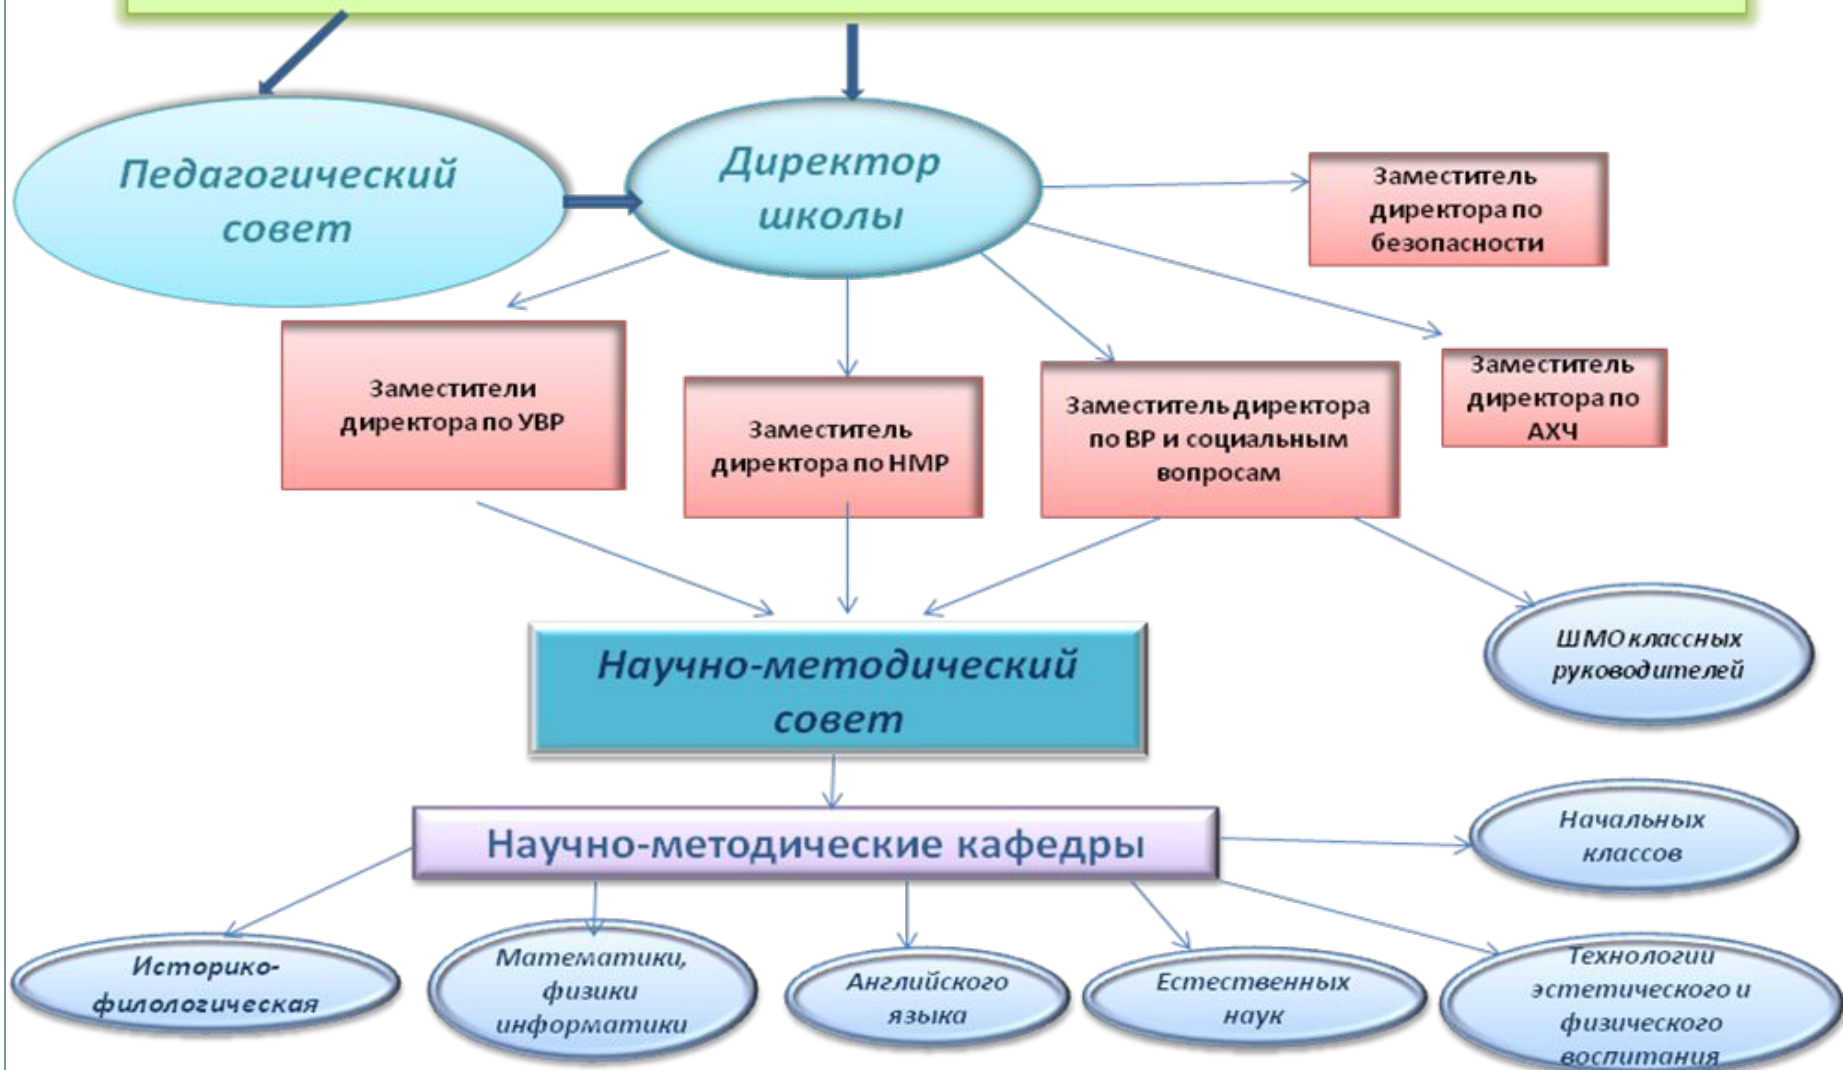 Педагогический
совет
Директор
школы
Заместитель
директора по
безопасности
Заместители
директора по УВР
Заместитель
директора по НМР
Заместитель директора
по ВР и социальным
вопросам
Заместитель
директора по
АХЧ
Научно-методический
совет
ШМО классных
руководителей
Научно-методические кафедры
Начальных
классов
Историко-
филологическая
Математики,
физики
информатики
Английского
языка
Естественных
наук
Технологии
эстетического и
физического
воспитания